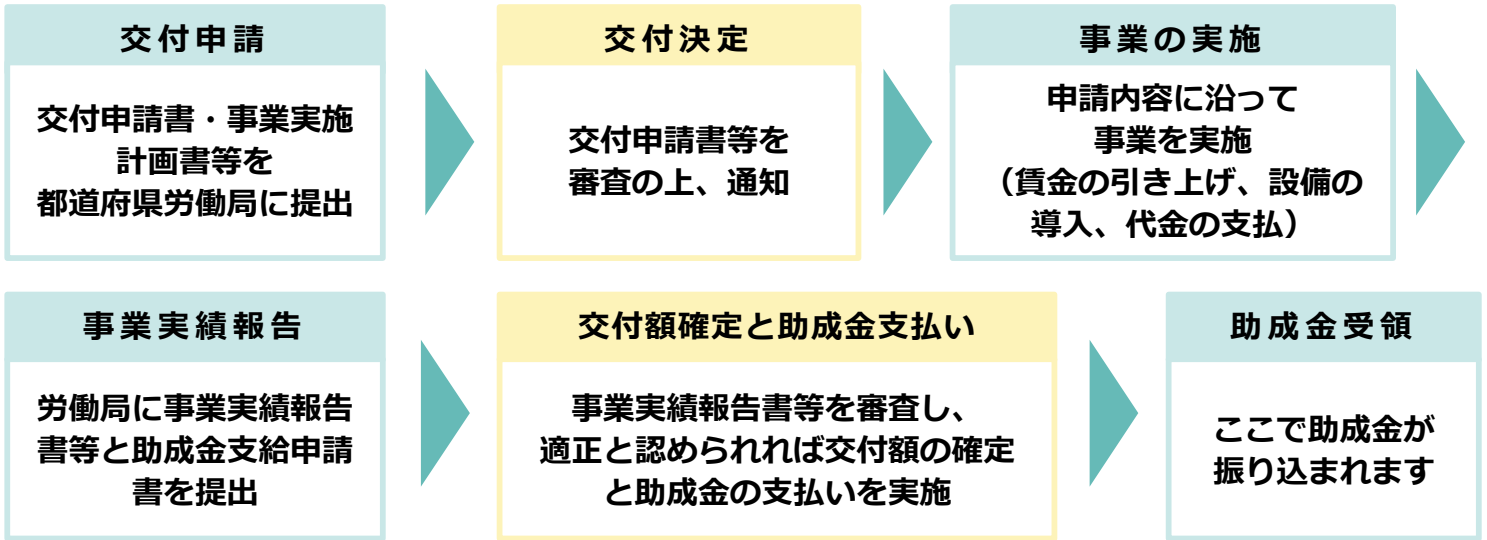 交付申請
交付申請書・事業実施
計画書等を
都道府県労働局に提出
交付決定
交付申請書等を
審査の上、通知
事業の実施
申請内容に沿って
事業を実施
（賃金の引き上げ、設備の
導入、代金の支払）
事業実績報告
労働局に事業実績報告
書等と助成金支給申請
書を提出
交付額確定と助成金支払い
事業実績報告書等を審査し、
適正と認められれば交付額の確定
と助成金の支払いを実施
助成金受領
ここで助成金が
振り込まれます